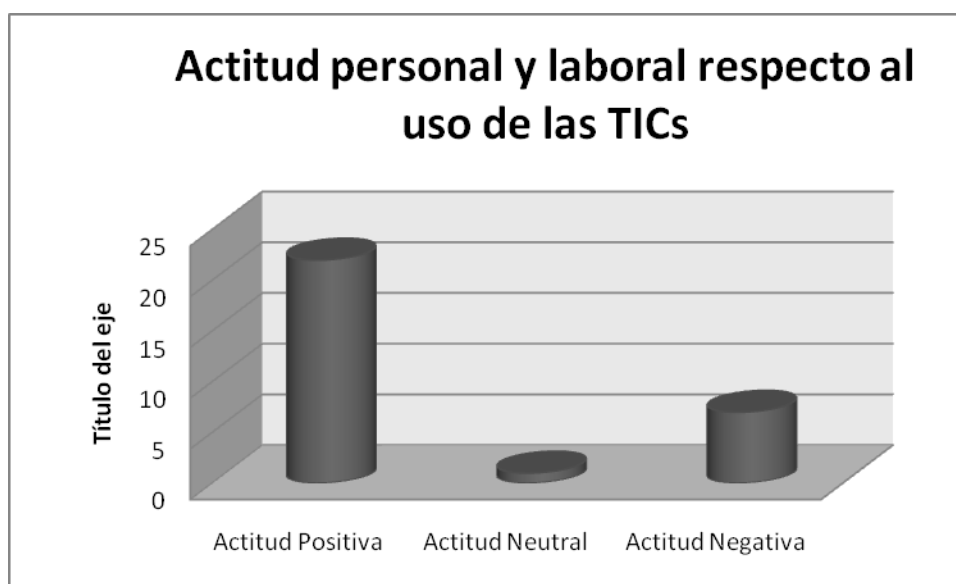 Actitud personal y laboral respecto al
uso de las TICs
Título del eje
25
20
15
10
5
0
Actitud Positiva
Actitud Neutral
Actitud Negativa